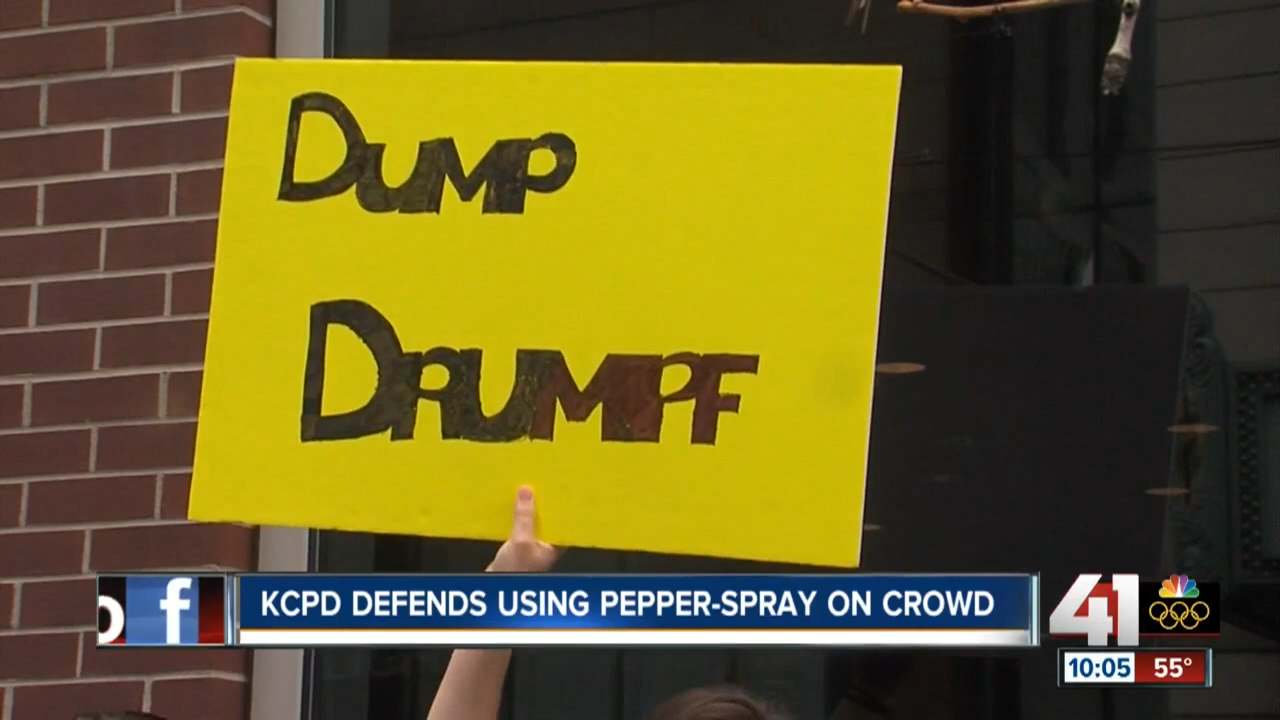 DUMP
DRUMPF
f
KCPD DEFENDS USING PEPPER-SPRAY ON CROWD
41
10:05 55°